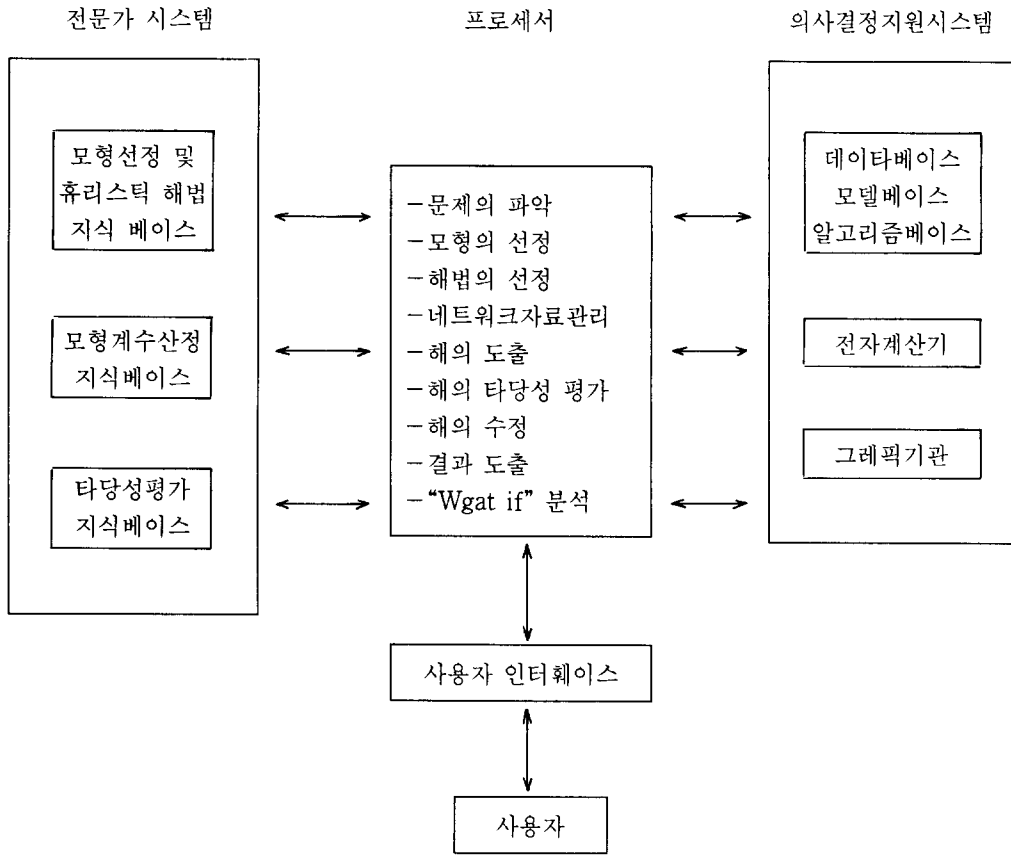 전문가 시스템
프로세서
의사결정지원시스템
모형선정 및
휴리스틱 해법
지식 베이스
모형계수산정
지식베이스
타당성평가
지식베이스
-문제의 파악
-모형의 선정
-해법의 선정
-네트워크자료관리
-해의 도출
-해의 타당성 평가
-해의 수정
-결과 도출
-“Wgat if” 분석
데이타베이스
모델베이스
알고리즘베이스
전자계산기
그레픽기관
사용자 인터훼이스
사용자